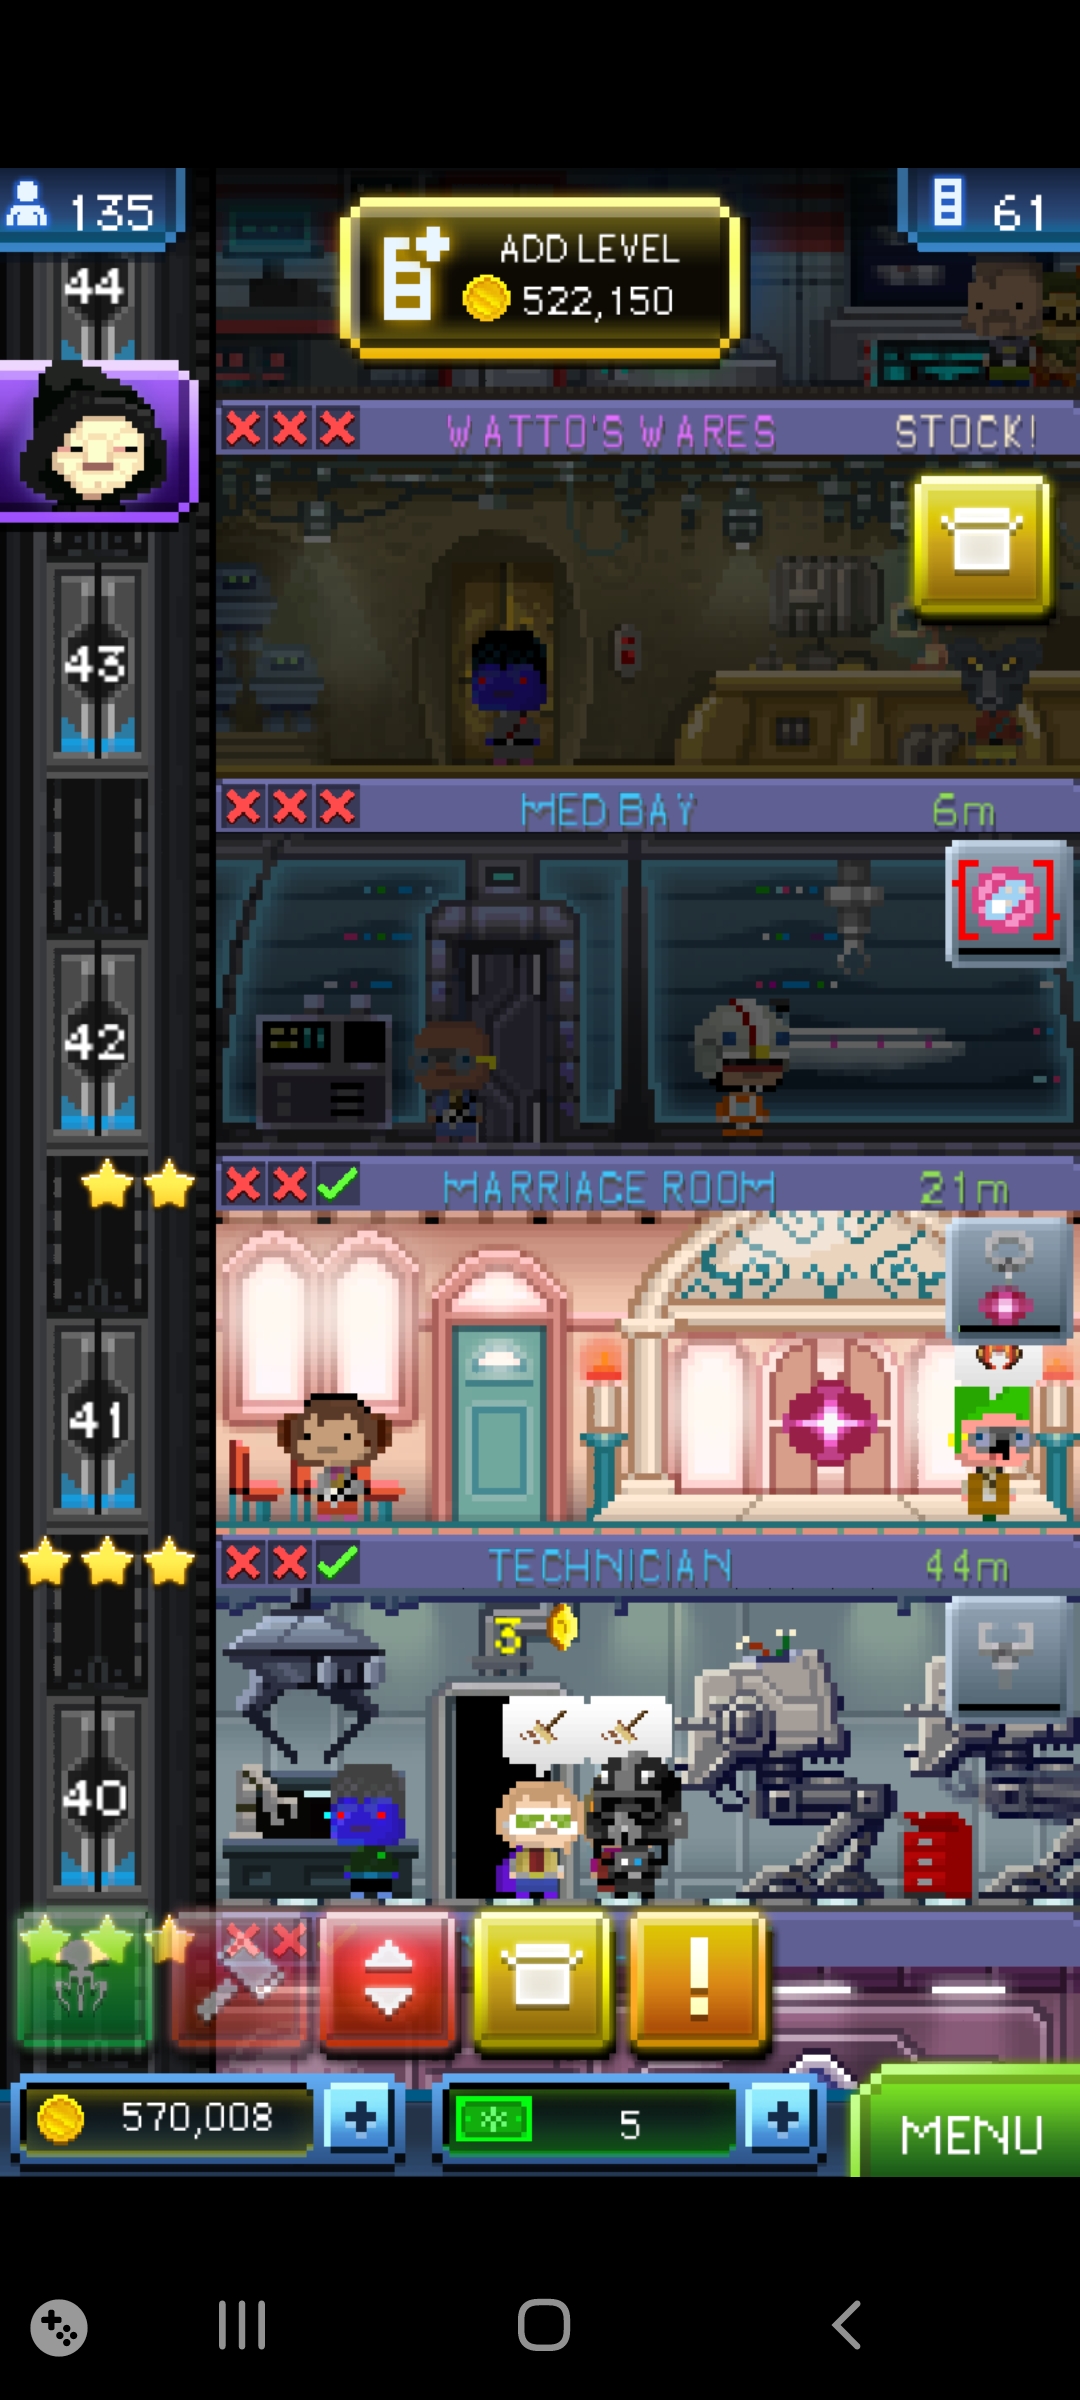 135
ADD LEVEL
522,150
61
44
WATTO'S WARES STOCK!
43
MED BAY 6m
42
MARRIAGE ROOM 21m
41
TECHNICIAN 44m
3
40
570,008
5
MENU